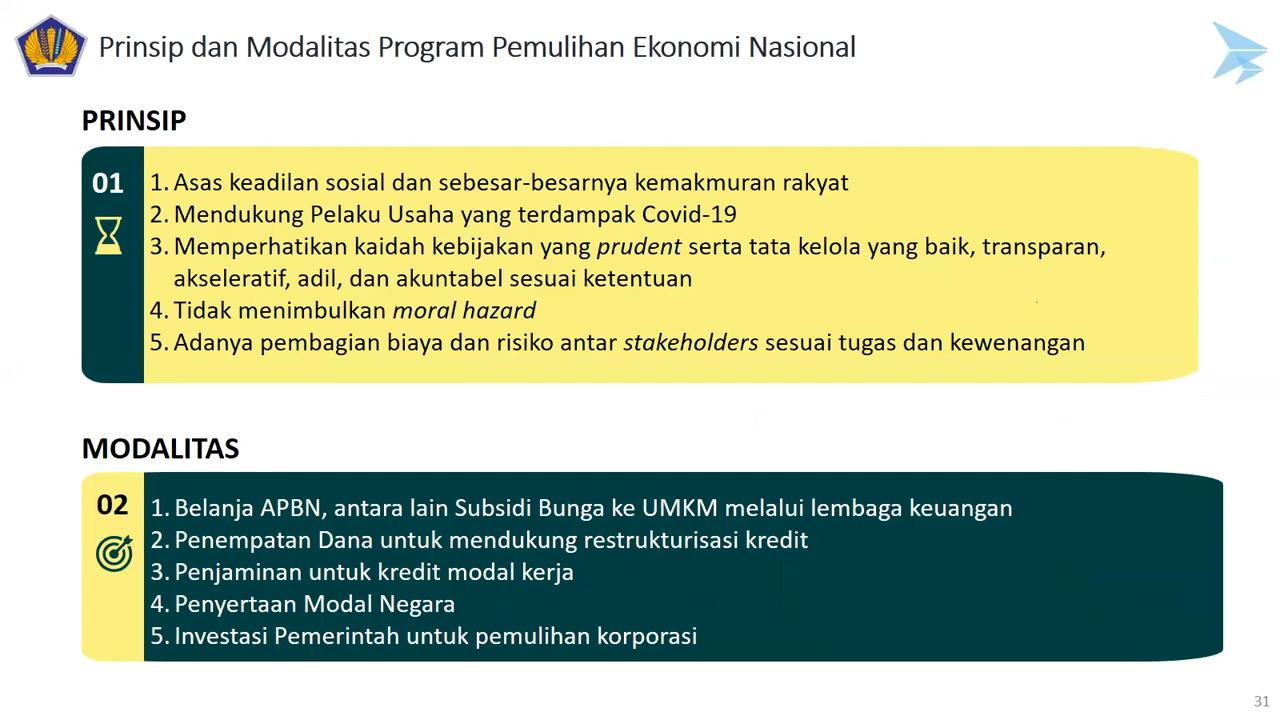 Prinsip dan Modalitas Program Pemulihan Ekonomi Nasional
PRINSIP
01
1. Asas keadilan sosial dan sebesar-besarnya kemakmuran rakyat
2. Mendukung Pelaku Usaha yang terdampak Covid-19
3. Memperhatikan kaidah kebijakan yang prudent serta tata kelola yang baik, transparan,
akseleratif, adil, dan akuntabel sesuai ketentuan
4. Tidak menimbulkan moral hazard
5. Adanya pembagian biaya dan risiko antar stakeholders sesuai tugas dan kewenangan
MODALITAS
02
1. Belanja APBN, antara lain Subsidi Bunga ke UMKM melalui lembaga keuangan
2. Penempatan Dana untuk mendukung restrukturisasi kredit
3. Penjaminan untuk kredit modal kerja
4. Penyertaan Modal Negara
5. Investasi Pemerintah untuk pemulihan korporasi
31